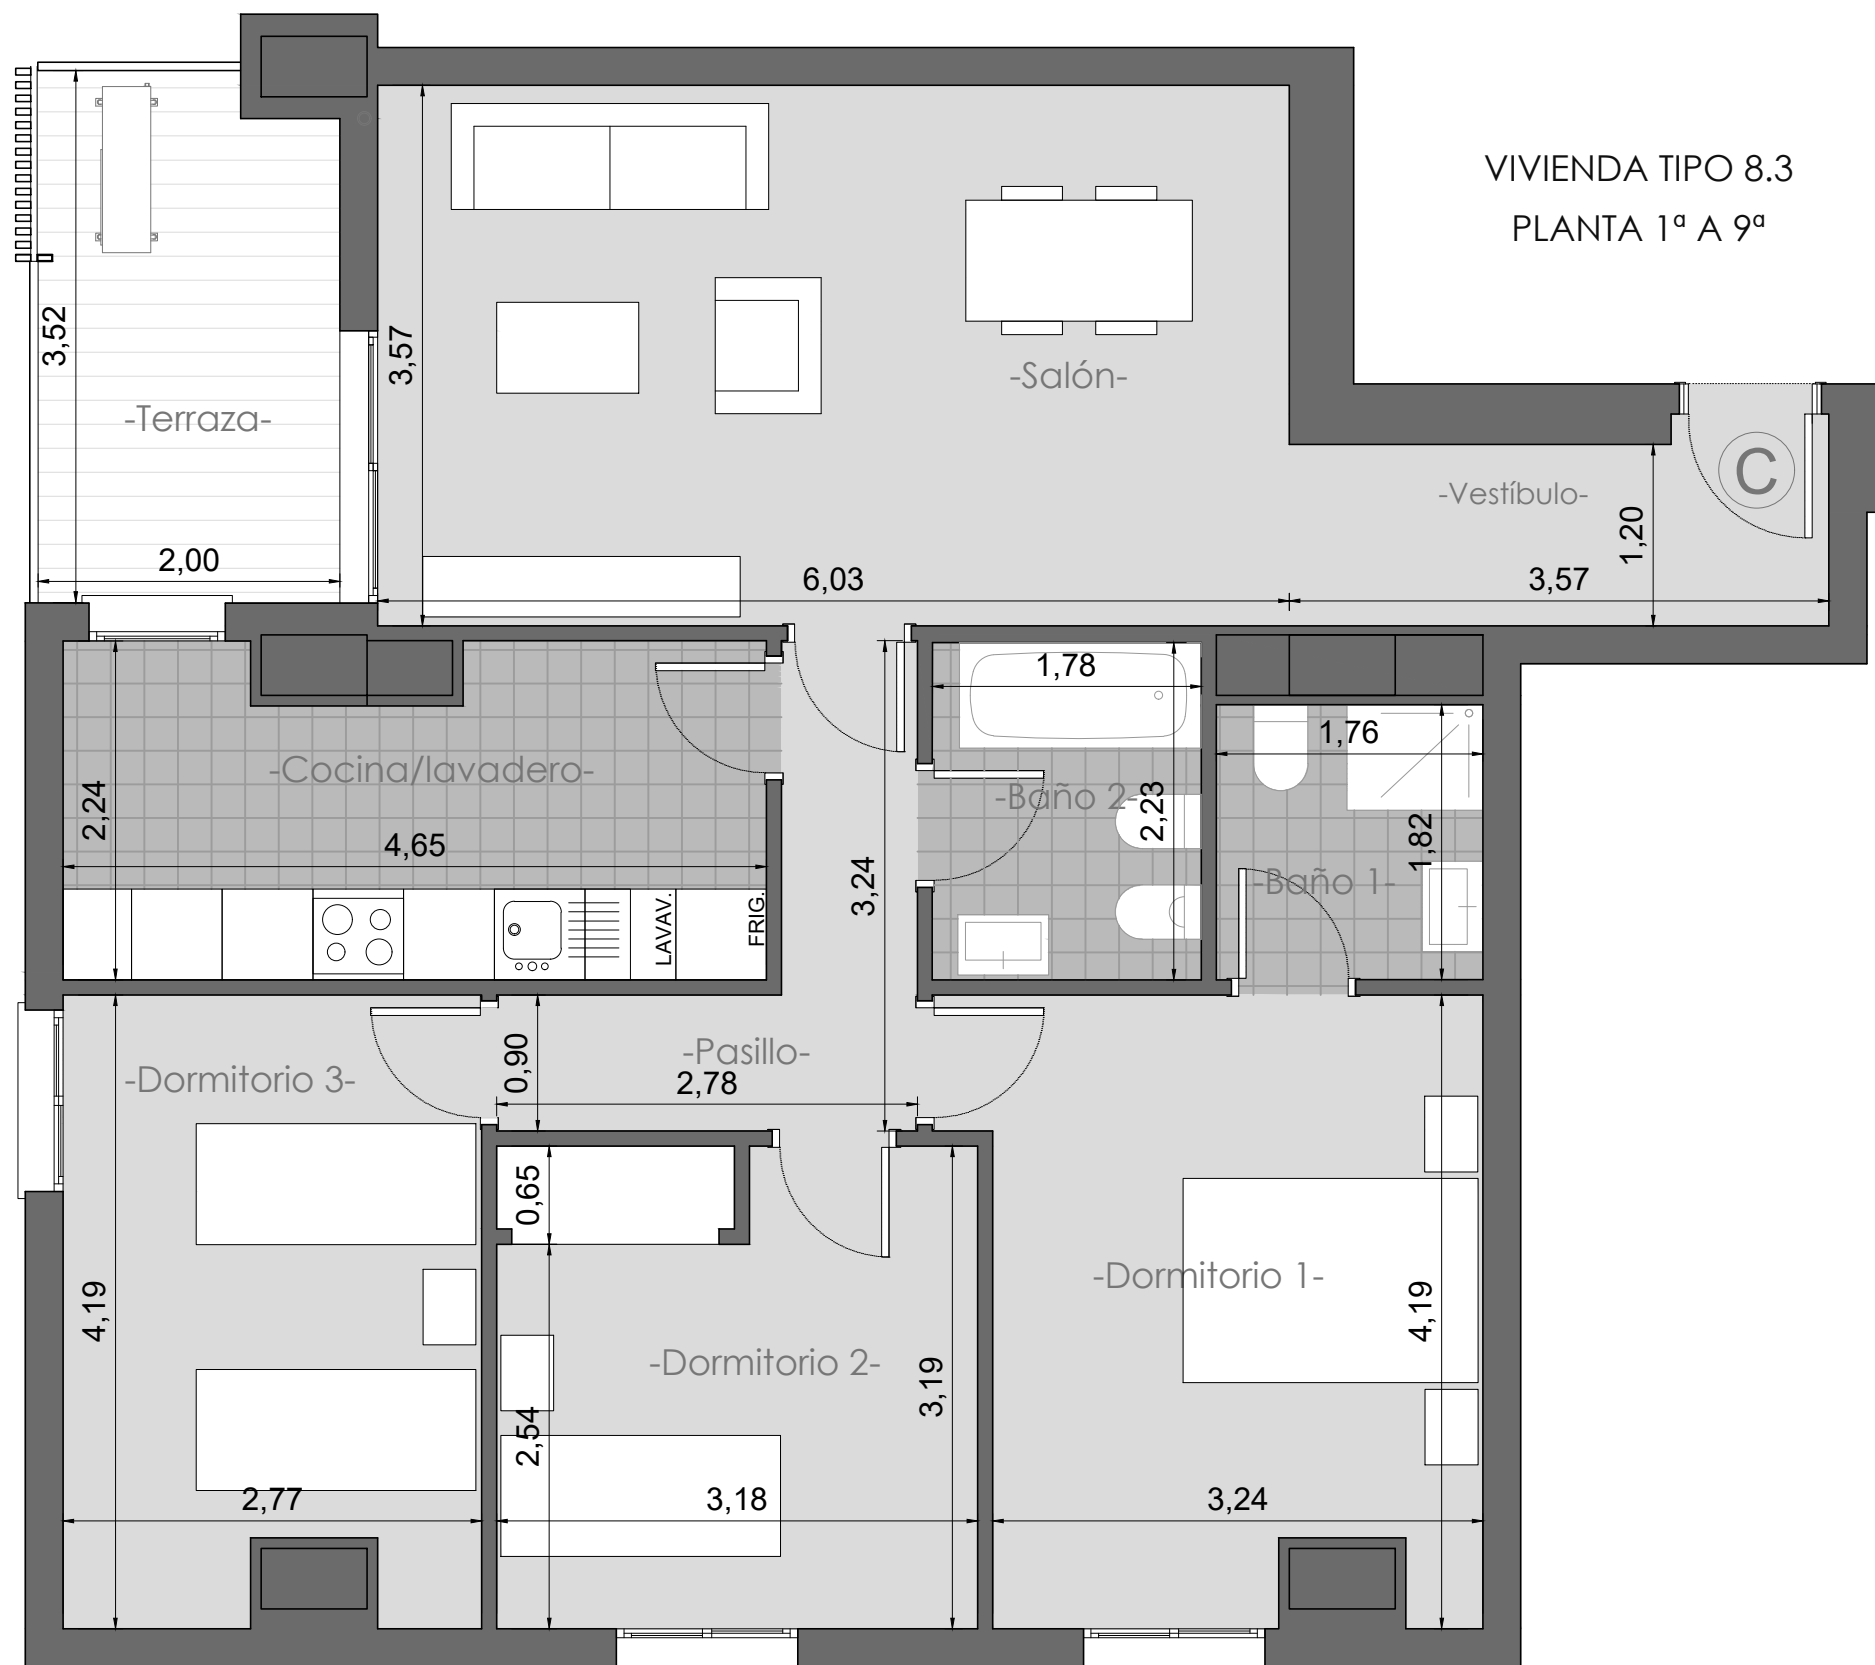 VIVIENDA TIPO 8.3
PLANTA 1ª A 9ª
3,52
-Terraza-
2,00
3,57
-Salón-
6,03
-Vestíbulo-
C
1,20
3,57
-Cocina/lavadero-
2,24
4,65
LAVAV.
FRIG.
3,24
1,78
-Baño 2-
2,23
1,76
1,82
-Baño 1-
-Dormitorio 3-
4,19
2,77
0,90
-Pasillo-
2,78
0,65
-Dormitorio 2-
2,54
3,19
3,18
-Dormitorio 1-
4,19
3,24